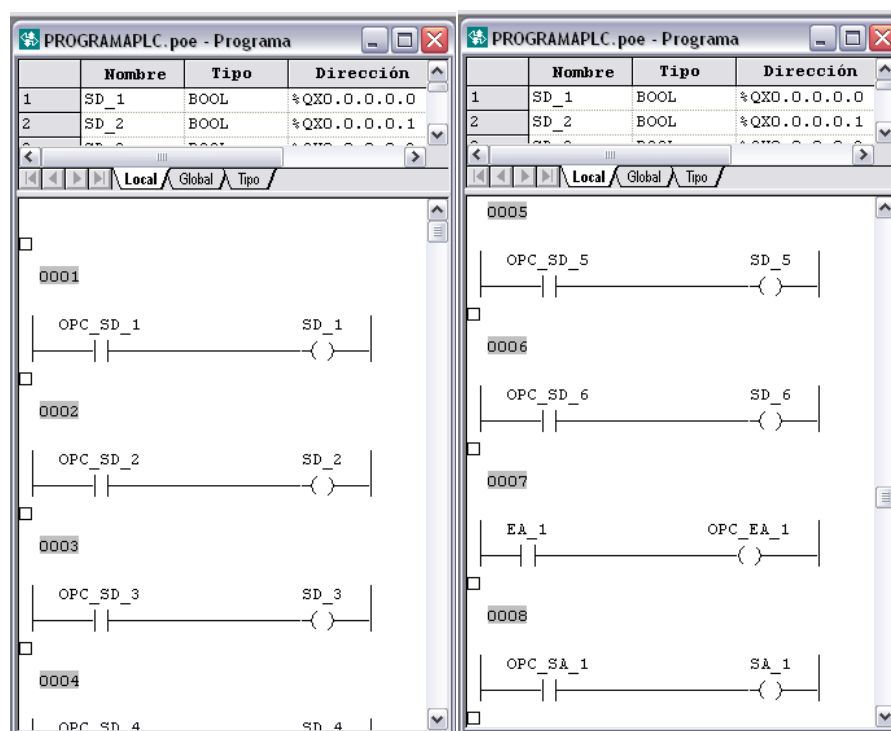 PROGRAMAPLC.poe - Programa
Nombre Tipo Dirección
1 SD_1 BOOL %QX0.0.0.0.0
2 SD_2 BOOL %QX0.0.0.0.1
Local Global Tipo
0001
OPC_SD_1 SD_1
0002
OPC_SD_2 SD_2
0003
OPC_SD_3 SD_3
0004
OPC_SD_4 SD_4
PROGRAMAPLC.poe - Programa
Nombre Tipo Dirección
1 SD_1 BOOL %QX0.0.0.0.0
2 SD_2 BOOL %QX0.0.0.0.1
Local Global Tipo
0005
OPC_SD_5 SD_5
0006
OPC_SD_6 SD_6
0007
EA_1 OPC_EA_1
0008
OPC_SA_1 SA_1